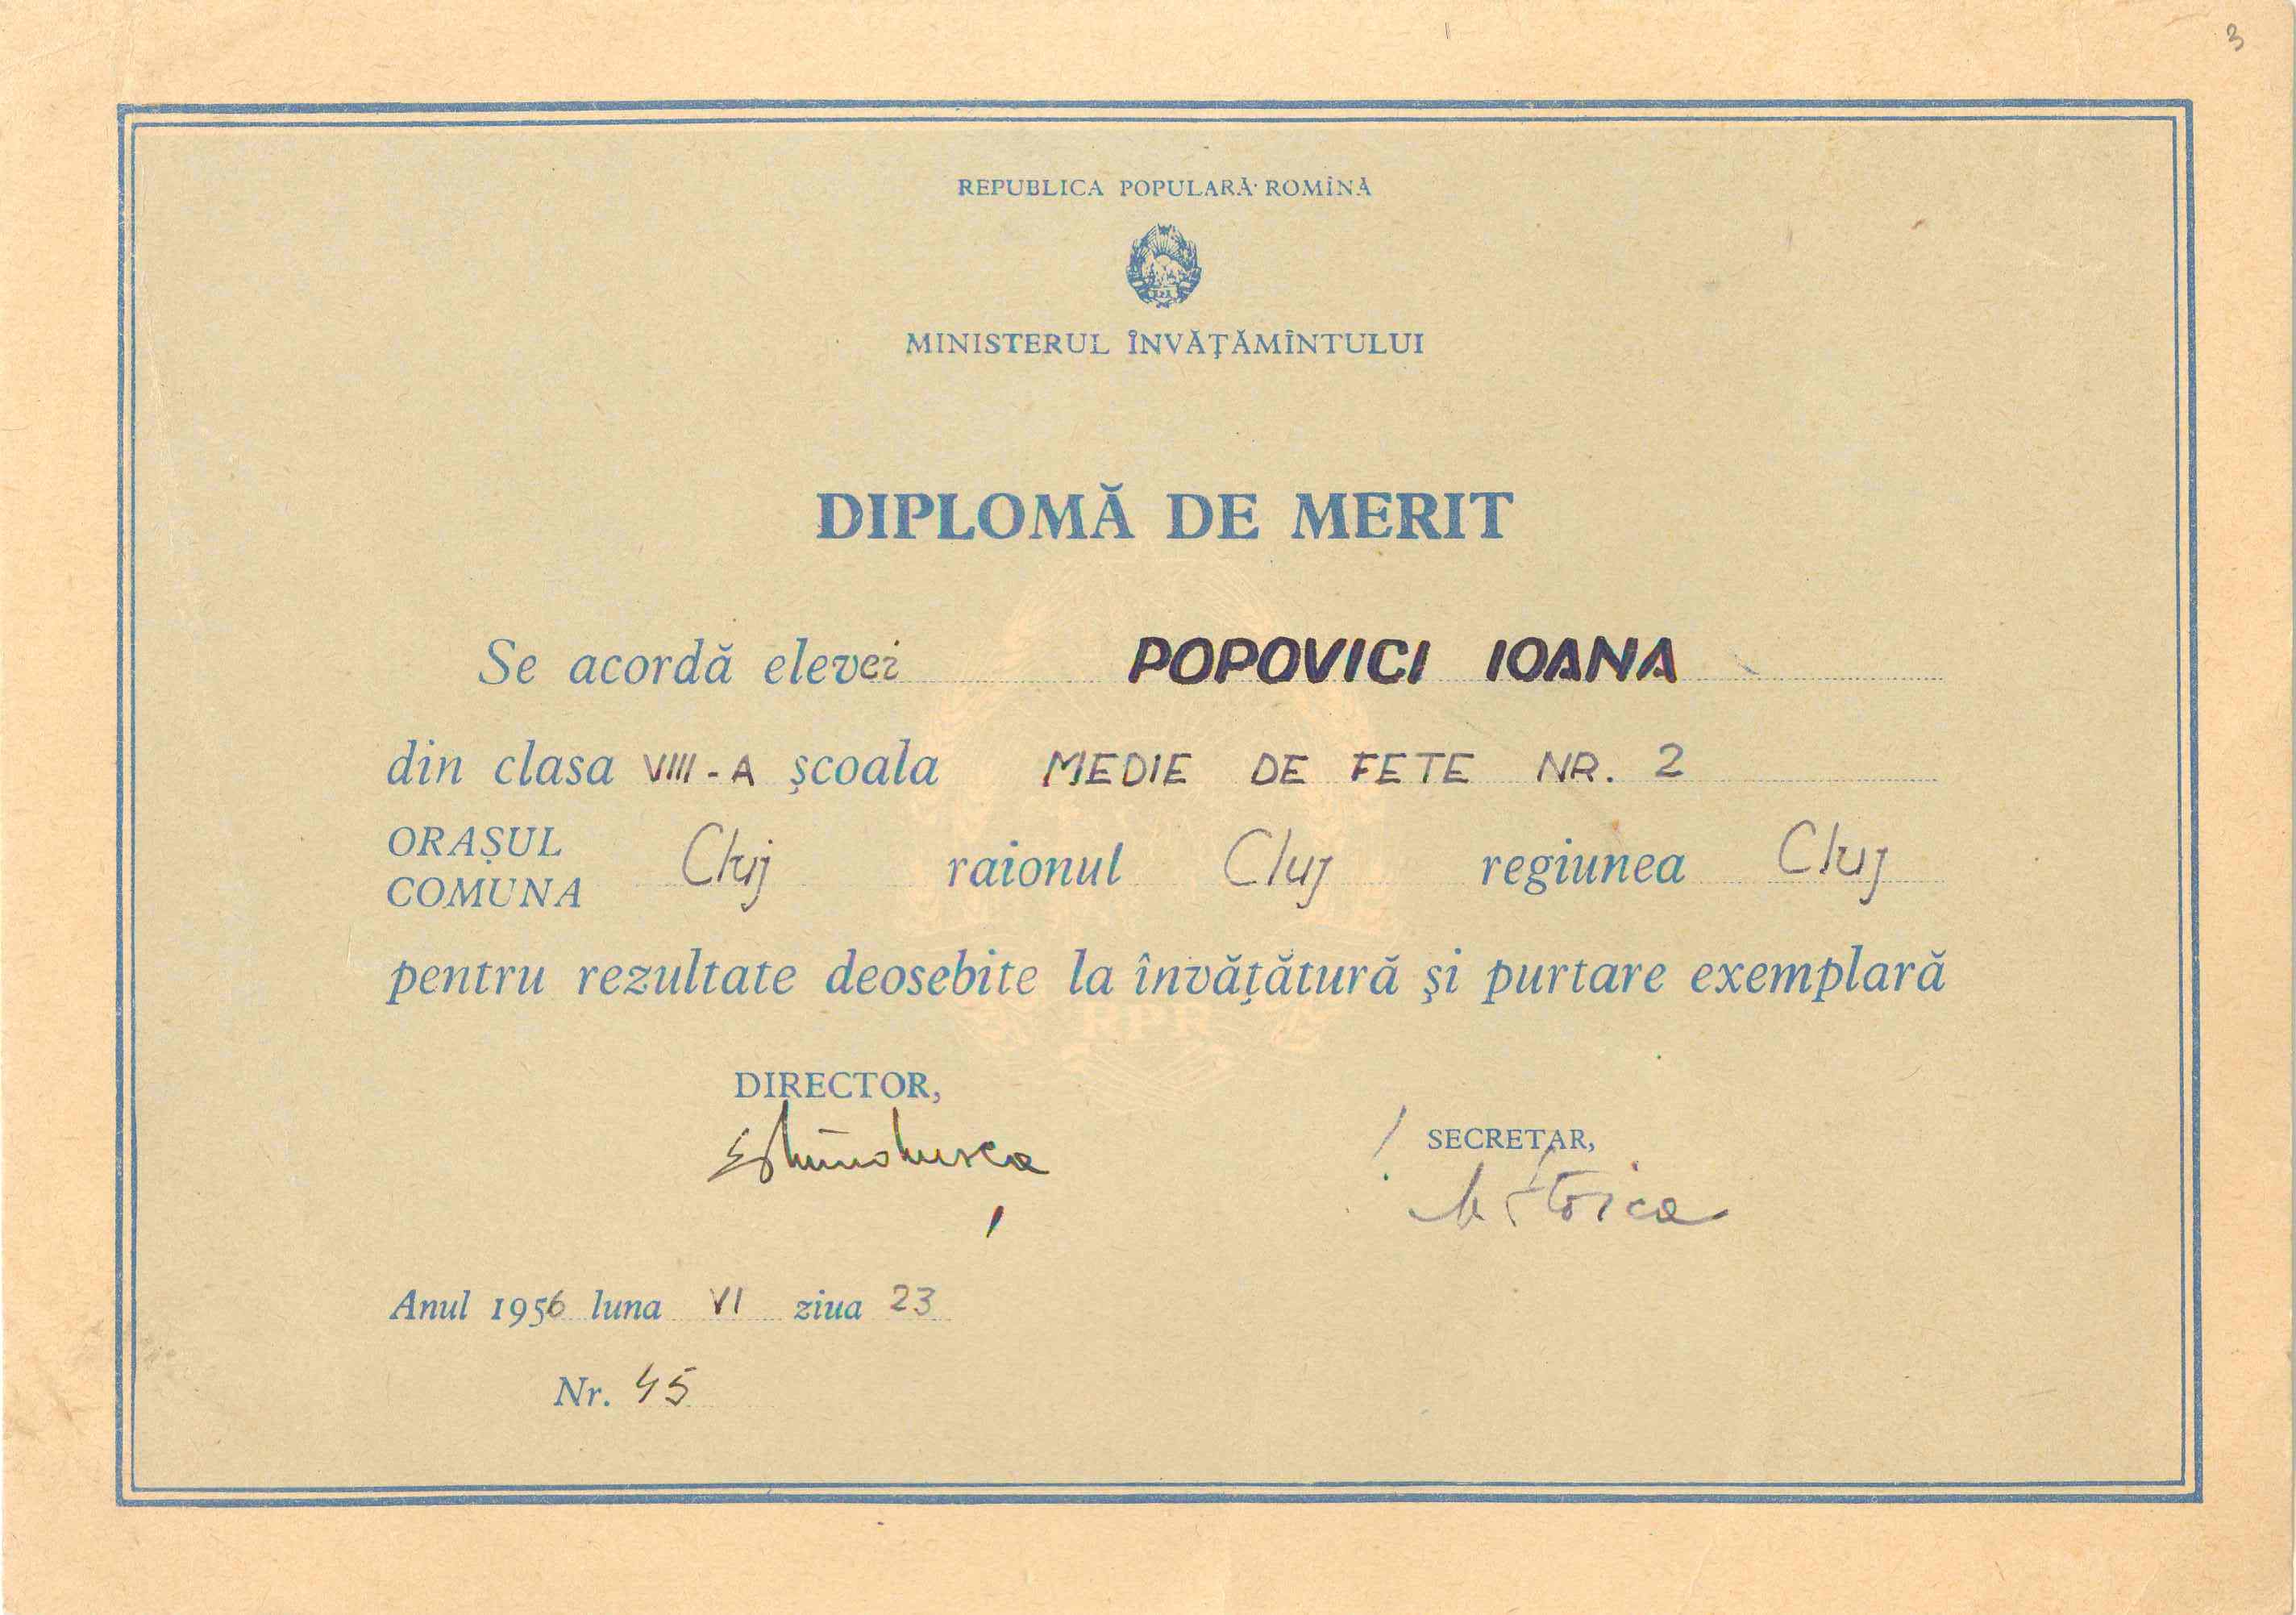 3
REPUBLICA POPULARĂ ROMÎNĂ
MINISTERUL ÎNVĂŢĂMÎNTULUI
DIPLOMĂ DE MERIT
Se acordă elevei POPOVICI IOANA
din clasa VIII-A şcoala MEDIE DE FETE NR. 2
ORAŞUL
COMUNA Cluj raionul Cluj regiunea Cluj
pentru rezultate deosebite la învăţătură şi purtare exemplară
RPR
DIRECTOR,
SECRETAR,
Stoica
Anul 1956 luna VI ziua 23
Nr. 45